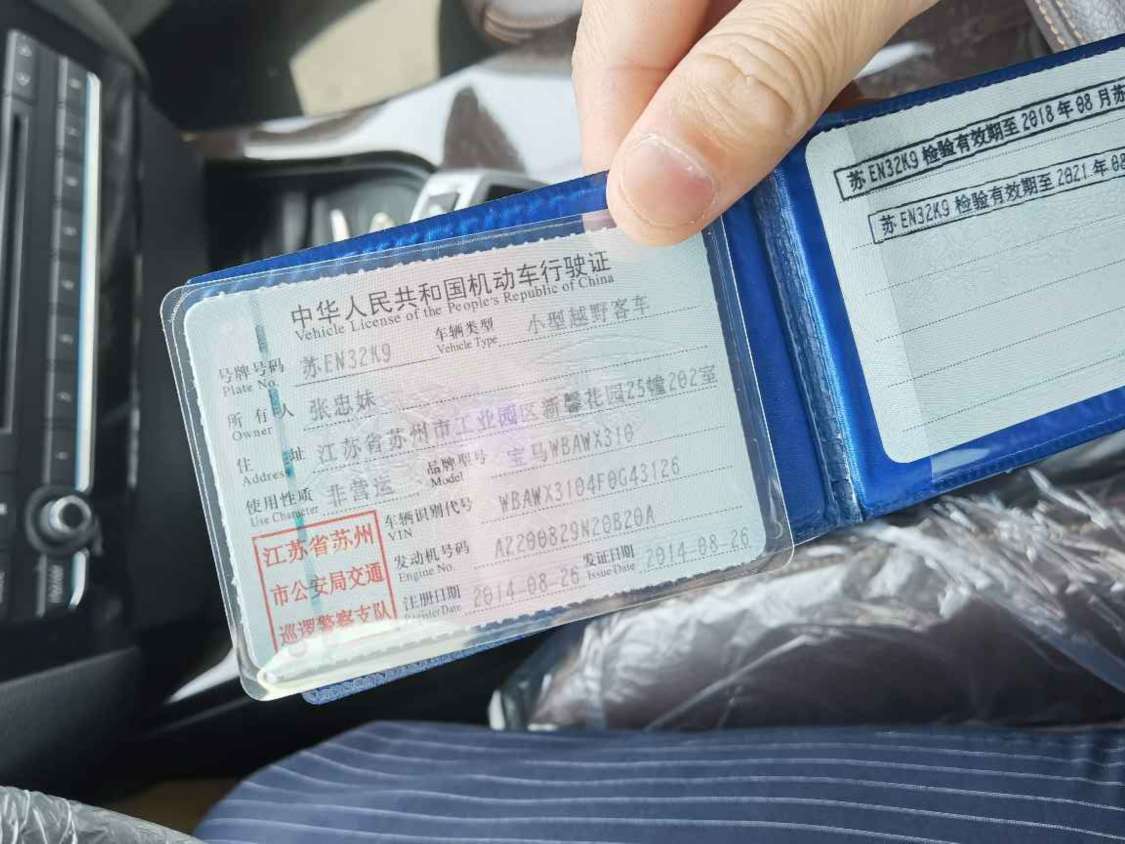 中华人民共和国机动车行驶证
Vehicle License of the People's Republic of China
号牌号码 苏EN32K9 车辆类型 小型越野客车
Plate No. Vehicle Type
所有人 张忠妹
Owner
住址 江苏省苏州市工业园区新馨花园25幢202室
Address
使用性质 非营运 品牌型号 宝马WBAWX310
Use Character Model
车辆识别代号 WBAWX3104F0G43126
VIN
发动机号码 A2200829N20B20A
Engine No.
注册日期 2014-08-26 发证日期 2014-08-26
Register Date Issue Date
江苏省苏州
市公安局交通
巡逻警察支队
苏EN32K9 检验有效期至2018年08月苏
苏EN32K9 检验有效期至2021年08